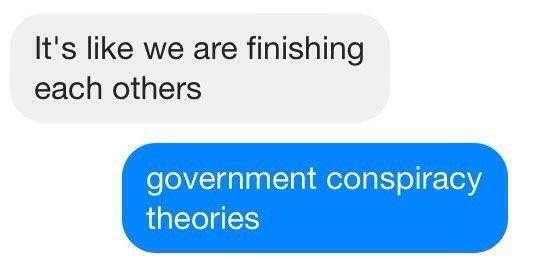 It's like we are finishing
each others
government conspiracy
theories